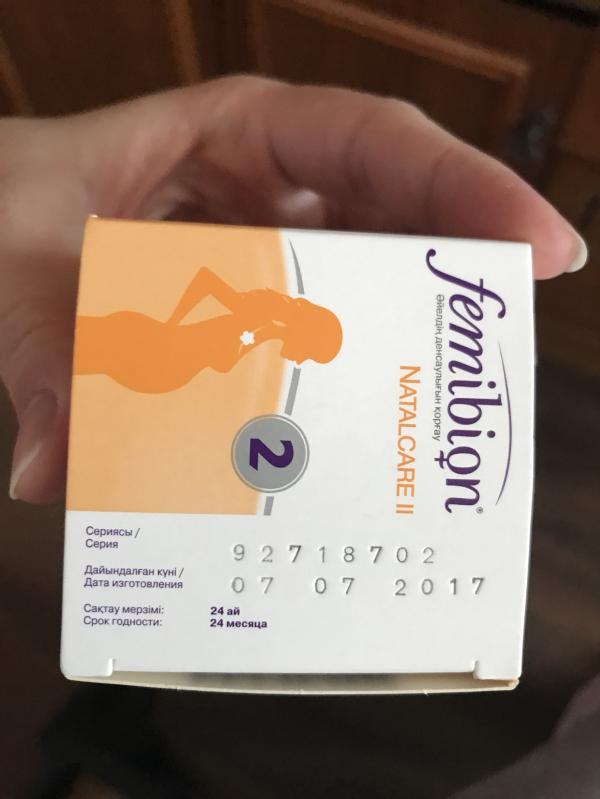 femibion®
Әйелдің денсаулығын қорғау
NATALCARE II
2
Сериясы /
Серия
92718702
Дайындалған күні /
Дата изготовления
07 07 2017
Сақтау мерзімі: 24 ай
Срок годности: 24 месяца